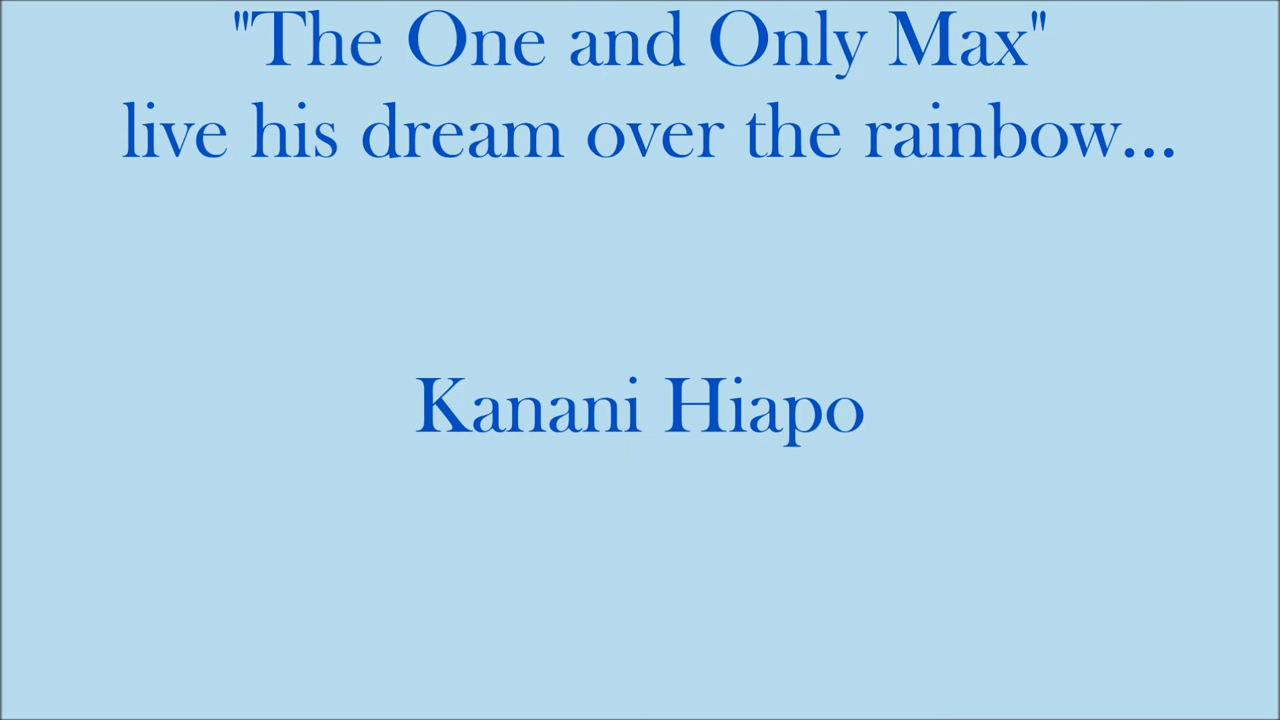 "The One and Only Max"
live his dream over the rainbow...
Kanani Hiapo